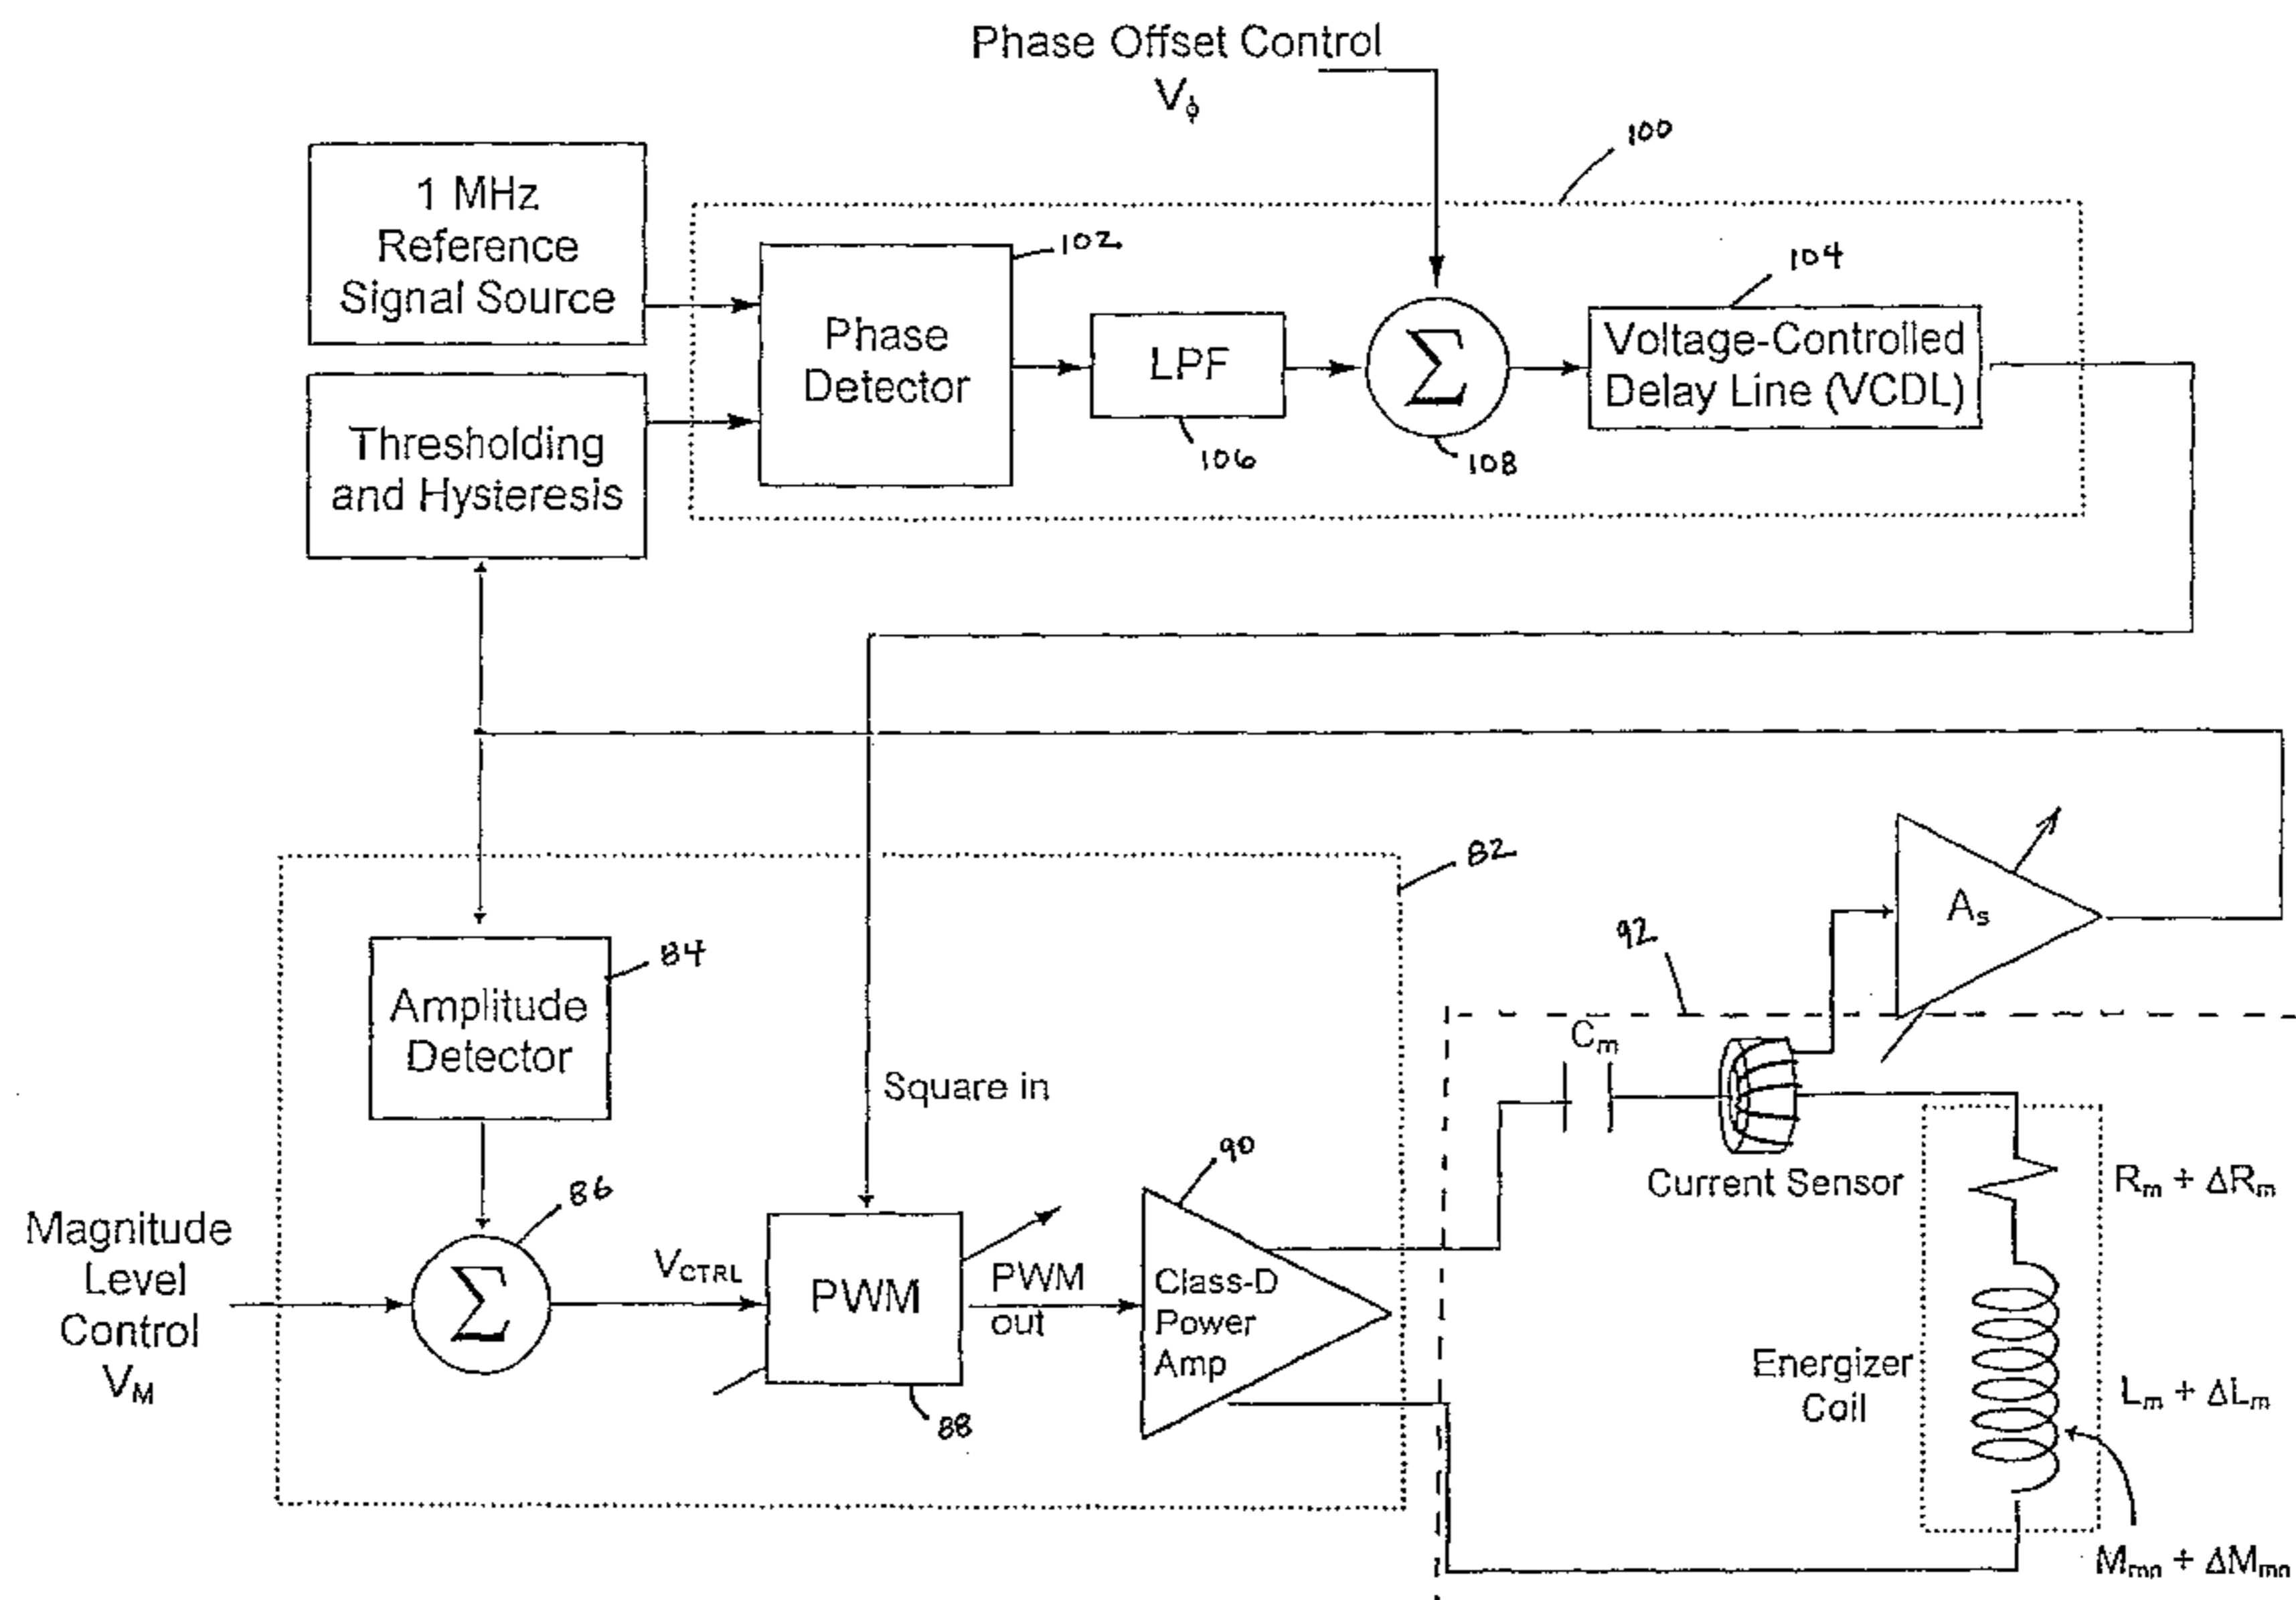 Phase Offset Control
Vϕ
100
1 MHz
Reference
Signal Source
102
104
Phase
Detector
LPF
Σ
Voltage-Controlled
Delay Line (VCDL)
106
108
Thresholding
and Hysteresis
82
84
Amplitude
Detector
92
As
Cm
Square in
Current Sensor
Rm + ΔRm
86
90
Magnitude
Level
Control
VM
Σ
VCTRL
PWM
PWM
out
Class-D
Power
Amp
88
Energizer
Coil
Lm + ΔLm
Mmn + ΔMmn